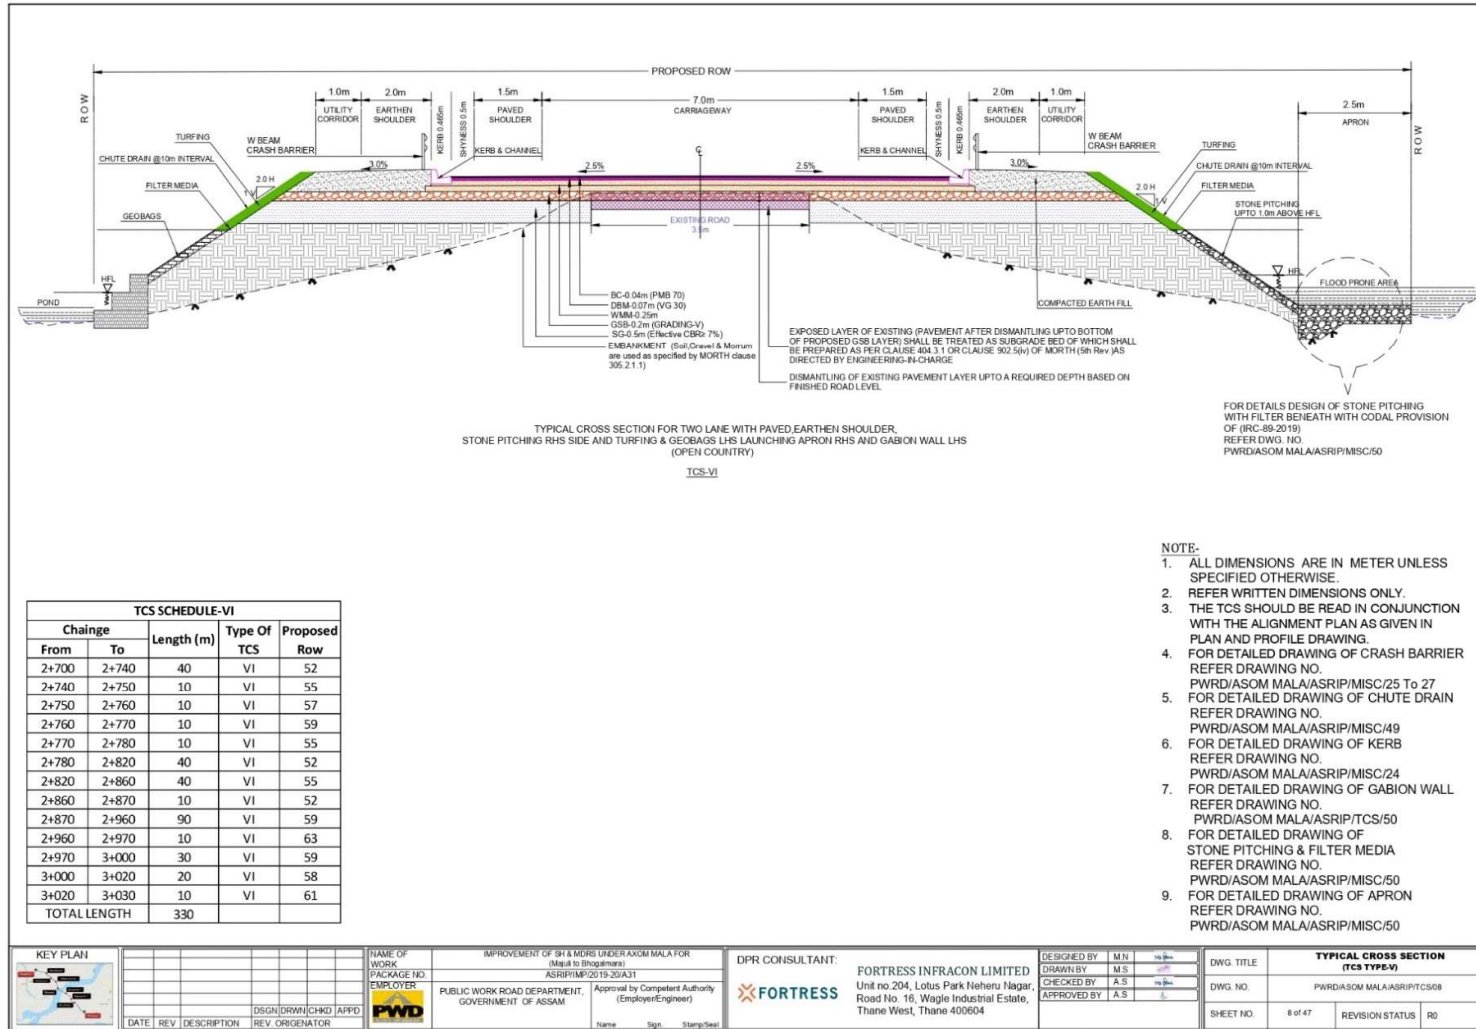 PROPOSED ROW
ROW
1.0m
2.0m
1.5m
7.0m
1.5m
2.0m
1.0m
2.5m
UTILITY
CORRIDOR
EARTHEN
SHOULDER
KERB 0.465m
SHYNESS 0.5m
PAVED
SHOULDER
CARRIAGEWAY
PAVED
SHOULDER
SHYNESS 0.5m
KERB 0.465m
EARTHEN
SHOULDER
UTILITY
CORRIDOR
APRON
ROW
TURFING
W BEAM
CRASH BARRIER
KERB & CHANNEL
KERB & CHANNEL
W BEAM
CRASH BARRIER
TURFING
CHUTE DRAIN @10m INTERVAL
3.0%
2.5%
℄
2.5%
3.0%
CHUTE DRAIN @10m INTERVAL
FILTER MEDIA
2.0 H
1 V
2.0 H
1 V
FILTER MEDIA
GEOBAGS
STONE PITCHING
UPTO 1.0m ABOVE HFL
EXISTING ROAD
3.5m
HFL
POND
HFL
FLOOD PRONE AREA
COMPACTED EARTH FILL
BC-0.04m (PMB 70)
DBM-0.07m (VG 30)
WMM-0.25m
GSB-0.2m (GRADING-V)
SG-0.5m (Effective CBR≥ 7%)
EMBANKMENT (Soil,Gravel & Morrum
are used as specified by MORTH clause
305.2.1.1)
EXPOSED LAYER OF EXISTING (PAVEMENT AFTER DISMANTLING UPTO BOTTOM
OF PROPOSED GSB LAYER) SHALL BE TREATED AS SUBGRADE BED OF WHICH SHALL
BE PREPARED AS PER CLAUSE 404.3.1 OR CLAUSE 902.5(iv) OF MORTH (5th Rev.)AS
DIRECTED BY ENGINEERING-IN-CHARGE
DISMANTLING OF EXISTING PAVEMENT LAYER UPTO A REQUIRED DEPTH BASED ON
FINISHED ROAD LEVEL
FOR DETAILS DESIGN OF STONE PITCHING
WITH FILTER BENEATH WITH CODAL PROVISION
OF (IRC-89-2019)
REFER DWG. NO.
PWRD/ASOM MALA/ASRIP/MISC/50
TYPICAL CROSS SECTION FOR TWO LANE WITH PAVED,EARTHEN SHOULDER,
STONE PITCHING RHS SIDE AND TURFING & GEOBAGS LHS LAUNCHING APRON RHS AND GABION WALL LHS
(OPEN COUNTRY)
TCS-VI
NOTE-
1. ALL DIMENSIONS ARE IN METER UNLESS
SPECIFIED OTHERWISE.
2. REFER WRITTEN DIMENSIONS ONLY.
3. THE TCS SHOULD BE READ IN CONJUNCTION
WITH THE ALIGNMENT PLAN AS GIVEN IN
PLAN AND PROFILE DRAWING.
4. FOR DETAILED DRAWING OF CRASH BARRIER
REFER DRAWING NO.
PWRD/ASOM MALA/ASRIP/MISC/25 To 27
5. FOR DETAILED DRAWING OF CHUTE DRAIN
REFER DRAWING NO.
PWRD/ASOM MALA/ASRIP/MISC/49
6. FOR DETAILED DRAWING OF KERB
REFER DRAWING NO.
PWRD/ASOM MALA/ASRIP/MISC/24
7. FOR DETAILED DRAWING OF GABION WALL
REFER DRAWING NO.
PWRD/ASOM MALA/ASRIP/TCS/50
8. FOR DETAILED DRAWING OF
STONE PITCHING & FILTER MEDIA
REFER DRAWING NO.
PWRD/ASOM MALA/ASRIP/MISC/50
9. FOR DETAILED DRAWING OF APRON
REFER DRAWING NO.
PWRD/ASOM MALA/ASRIP/MISC/50
TCS SCHEDULE-VI
Chainge Length (m) Type Of TCS Proposed Row
From To
2+700 2+740 40 VI 52
2+740 2+750 10 VI 55
2+750 2+760 10 VI 57
2+760 2+770 10 VI 59
2+770 2+780 10 VI 55
2+780 2+820 40 VI 52
2+820 2+860 40 VI 55
2+860 2+870 10 VI 52
2+870 2+960 90 VI 59
2+960 2+970 10 VI 63
2+970 3+000 30 VI 59
3+000 3+020 20 VI 58
3+020 3+030 10 VI 61
TOTAL LENGTH 330
KEY PLAN
DSGN DRWN CHKD APPD
DATE REV DESCRIPTION REV. ORIGENATOR
NAME OF
WORK
IMPROVEMENT OF SH & MDRS UNDER AXOM MALA FOR
(Majuli to Bhogalmara)
PACKAGE NO. ASRIP/IMP/2019-20/A31
EMPLOYER
PWD
PUBLIC WORK ROAD DEPARTMENT,
GOVERNMENT OF ASSAM
Approval by Competent Authority
(Employer/Engineer)
Name Sign. Stamp/Seal
DPR CONSULTANT:
FORTRESS
FORTRESS INFRACON LIMITED
Unit no.204, Lotus Park Neheru Nagar,
Road No. 16, Wagle Industrial Estate,
Thane West, Thane 400604
DESIGNED BY M.N
DRAWN BY M.S
CHECKED BY A.S
APPROVED BY A.S
DWG. TITLE TYPICAL CROSS SECTION
(TCS TYPE-V)
DWG. NO. PWRD/ASOM MALA/ASRIP/TCS/08
SHEET NO. 8 of 47 REVISION STATUS R0